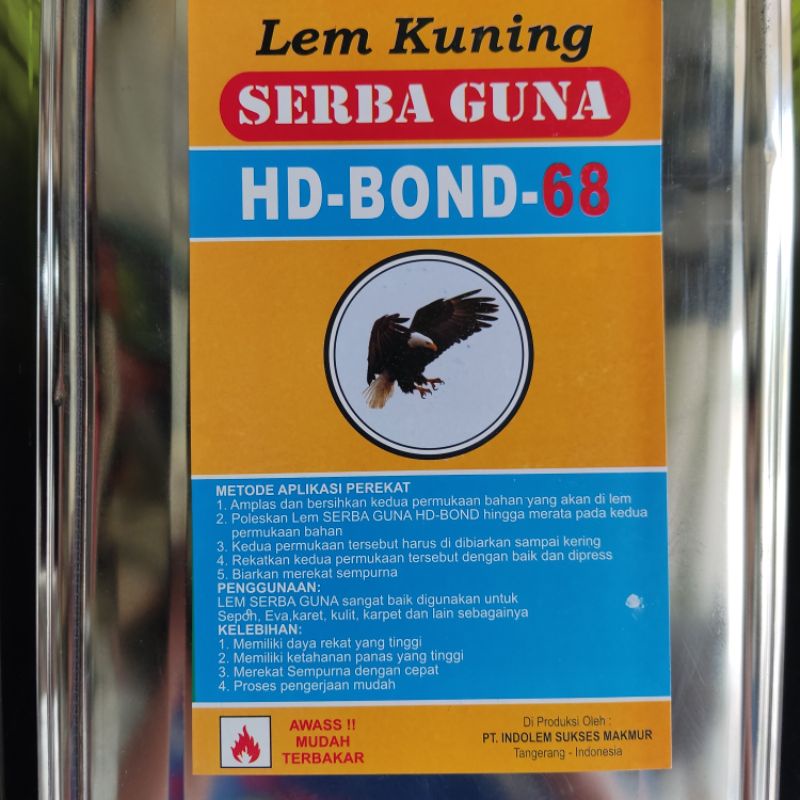 Lem Kuning
SERBA GUNA
HD-BOND-68
METODE APLIKASI PEREKAT
1. Amplas dan bersihkan kedua permukaan bahan yang akan di lem
2. Poleskan Lem SERBA GUNA HD-BOND hingga merata pada kedua
permukaan bahan
3. Kedua permukaan tersebut harus di dibiarkan sampai kering
4. Rekatkan kedua permukaan tersebut dengan baik dan dipress
5. Biarkan merekat sempurna
PENGGUNAAN:
LEM SERBA GUNA sangat baik digunakan untuk
Sepoh, Eva,karet, kulit, karpet dan lain sebagainya
KELEBIHAN:
1. Memiliki daya rekat yang tinggi
2. Memiliki ketahanan panas yang tinggi
3. Merekat Sempurna dengan cepat
4. Proses pengerjaan mudah
AWASS !!
MUDAH
TERBAKAR
Di Produksi Oleh :
PT. INDOLEM SUKSES MAKMUR
Tangerang - Indonesia